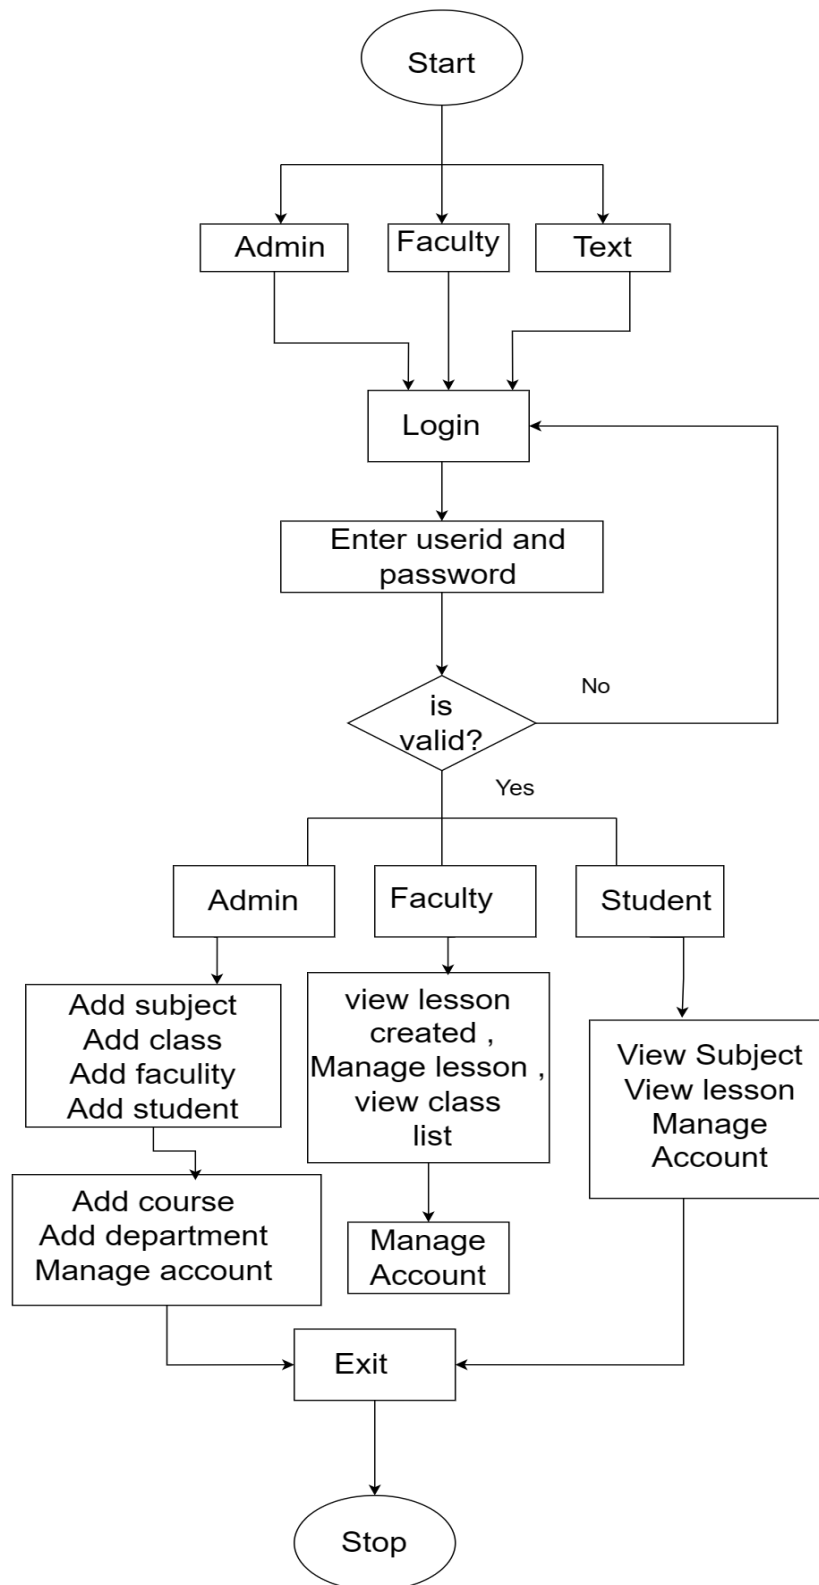 Start
Admin
Faculty
Text
Login
Enter userid and
password
is
valid?
No
Yes
Admin
Faculty
Student
Add subject
Add class
Add faculity
Add student
view lesson
created ,
Manage lesson ,
view class
list
View Subject
View lesson
Manage
Account
Add course
Add department
Manage account
Manage
Account
Exit
Stop